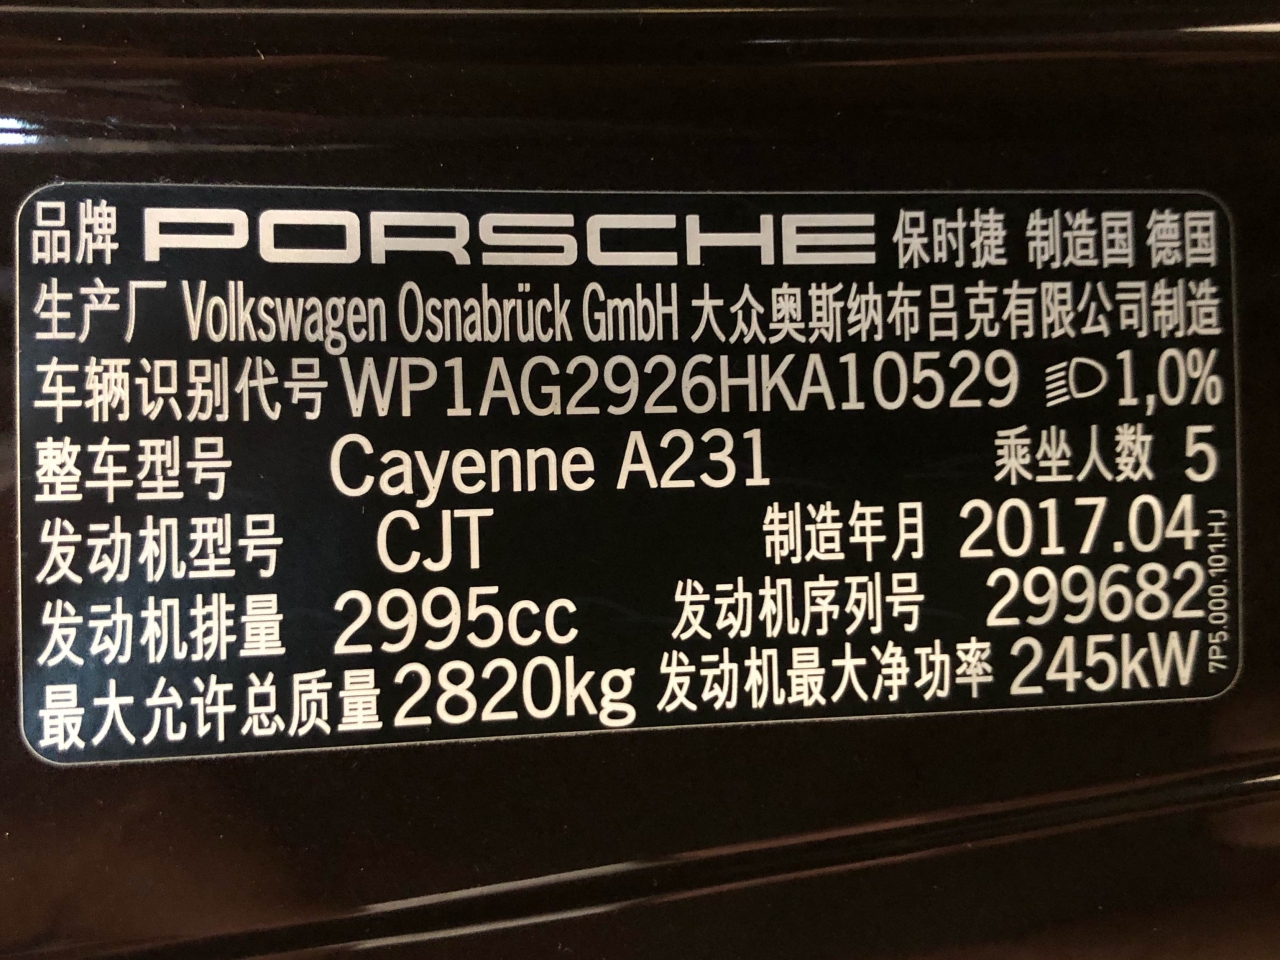 品牌 PORSCHE 保时捷 制造国 德国
生产厂 Volkswagen Osnabrück GmbH 大众奥斯纳布吕克有限公司制造
车辆识别代号 WP1AG2926HKA10529 1,0%
整车型号 Cayenne A231 乘坐人数 5
发动机型号 CJT 制造年月 2017.04
发动机排量 2995cc 发动机序列号 299682
最大允许总质量 2820kg 发动机最大净功率 245kW
7P5.000.101.HJ